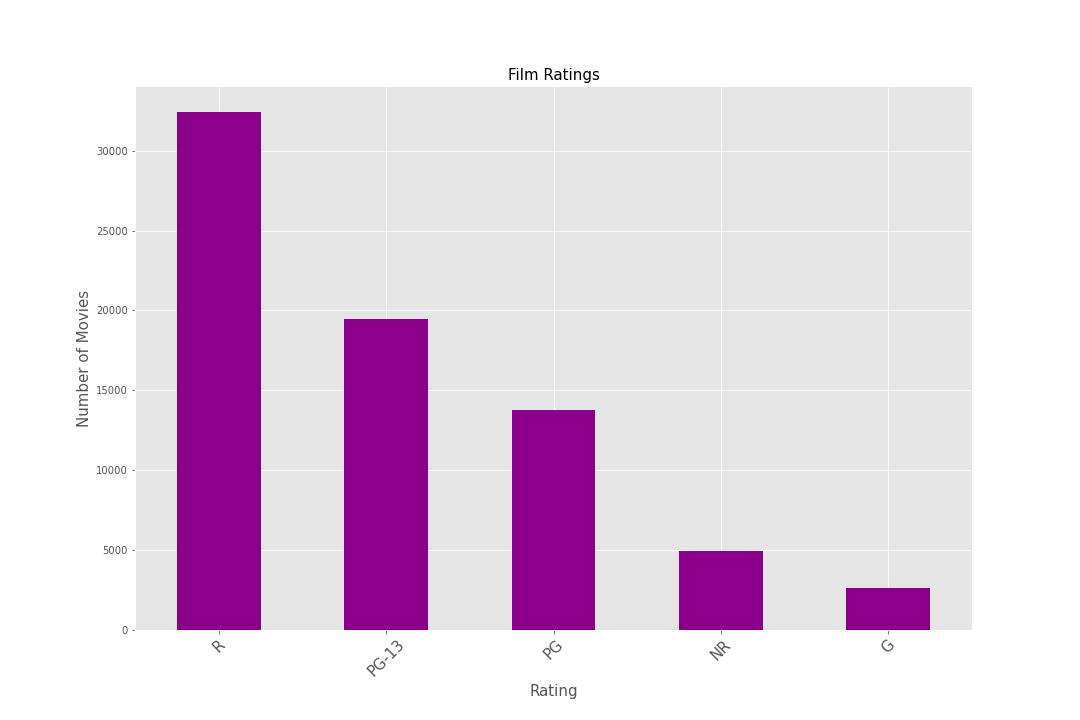 Film Ratings
30000
25000
20000
15000
10000
5000
0
Number of Movies
R
PG-13
PG
NR
G
Rating